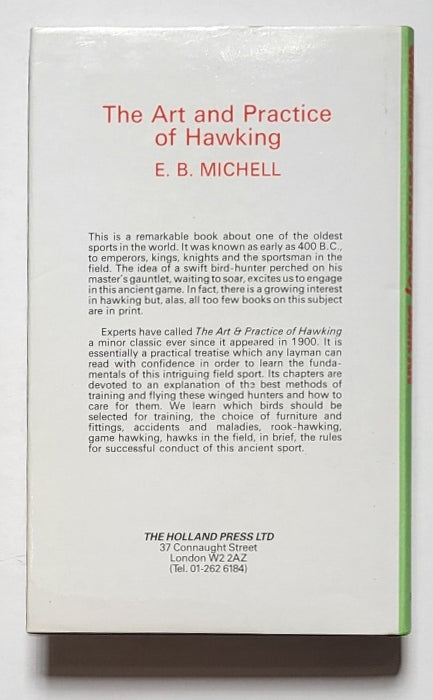 The Art and Practice
of Hawking
E. B. MICHELL
This is a remarkable book about one of the oldest
sports in the world. It was known as early as 400 B.C.,
to emperors, kings, knights and the sportsman in the
field. The idea of a swift bird-hunter perched on his
master's gauntlet, waiting to soar, excites us to engage
in this ancient game. In fact, there is a growing interest
in hawking but, alas, all too few books on this subject
are in print.
Experts have called The Art & Practice of Hawking
a minor classic ever since it appeared in 1900. It is
essentially a practical treatise which any layman can
read with confidence in order to learn the funda-
mentals of this intriguing field sport. Its chapters are
devoted to an explanation of the best methods of
training and flying these winged hunters and how to
care for them. We learn which birds should be
selected for training, the choice of furniture and
fittings, accidents and maladies, rook-hawking,
game hawking, hawks in the field, in brief, the rules
for successful conduct of this ancient sport.
THE HOLLAND PRESS LTD
37 Connaught Street
London W2 2AZ
(Tel. 01-262 6184)